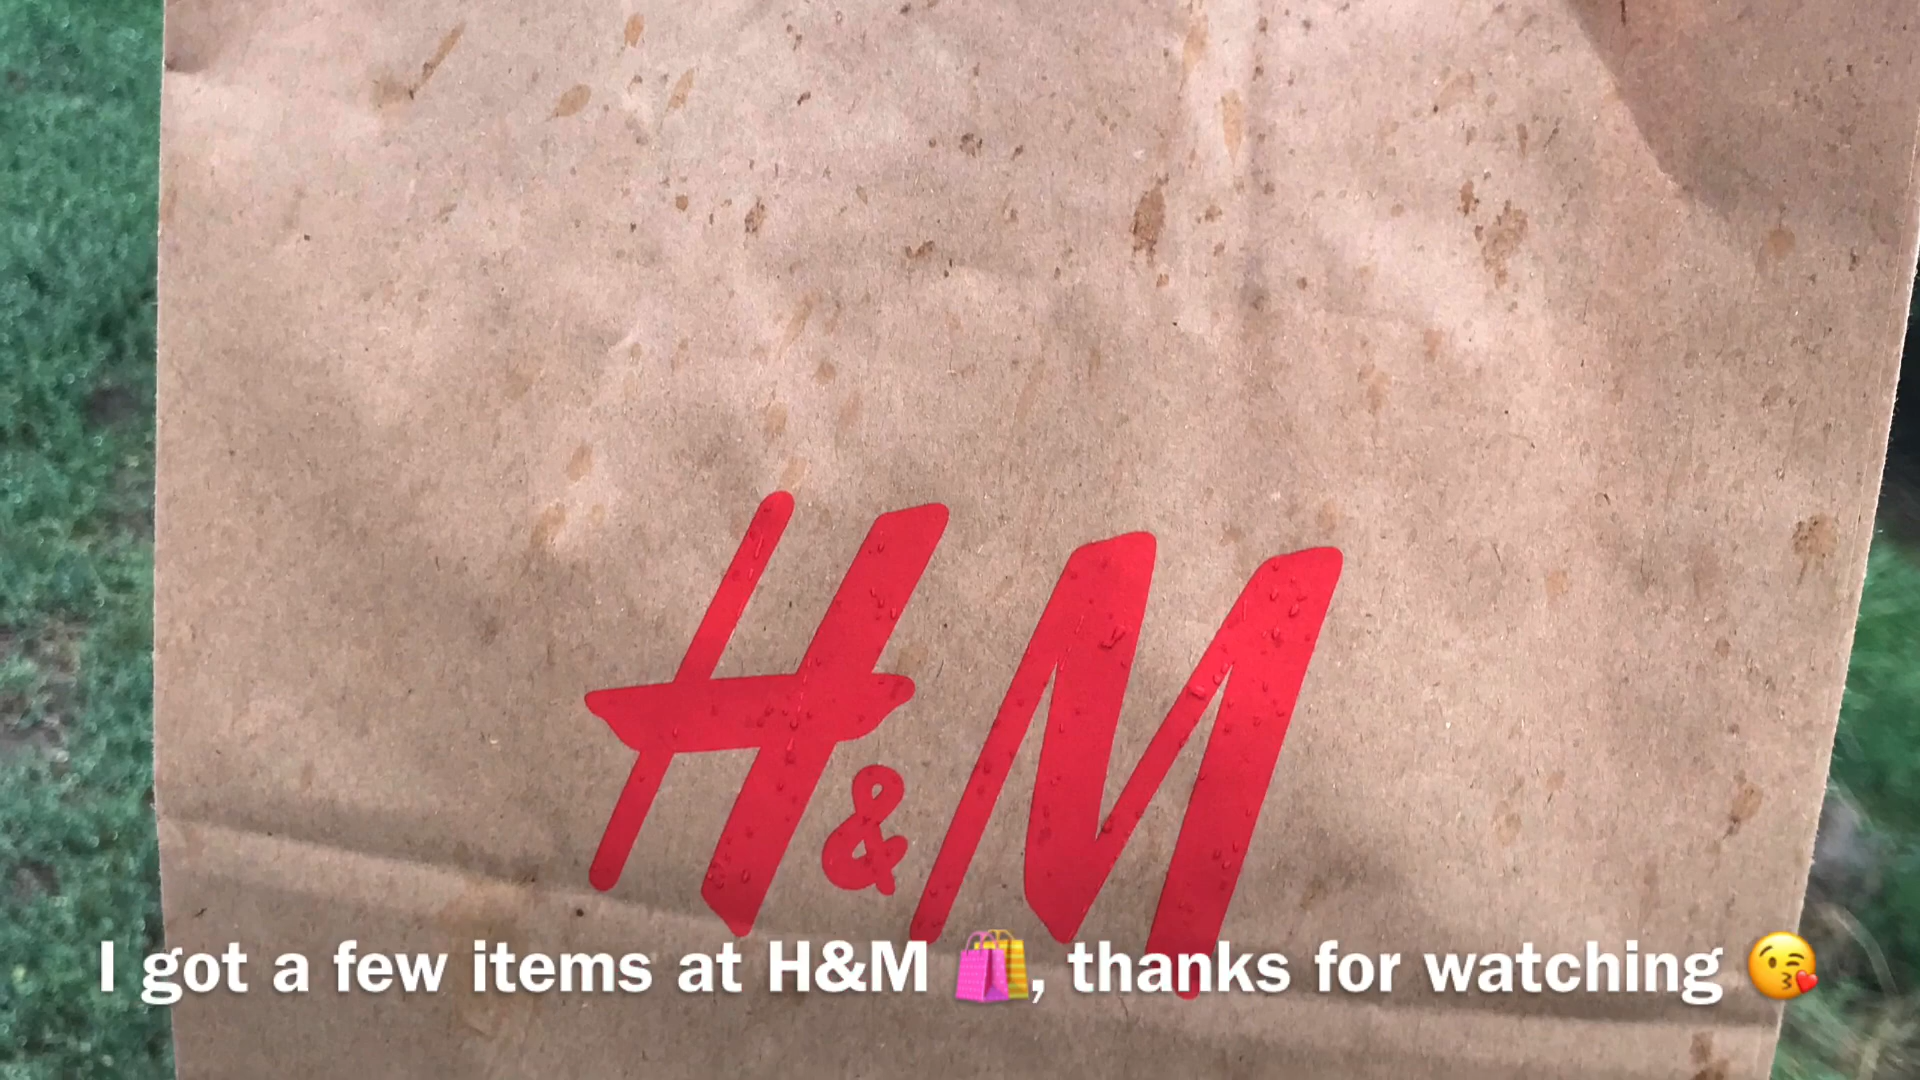 H&M
I got a few items at H&M 🛍️, thanks for watching 😘